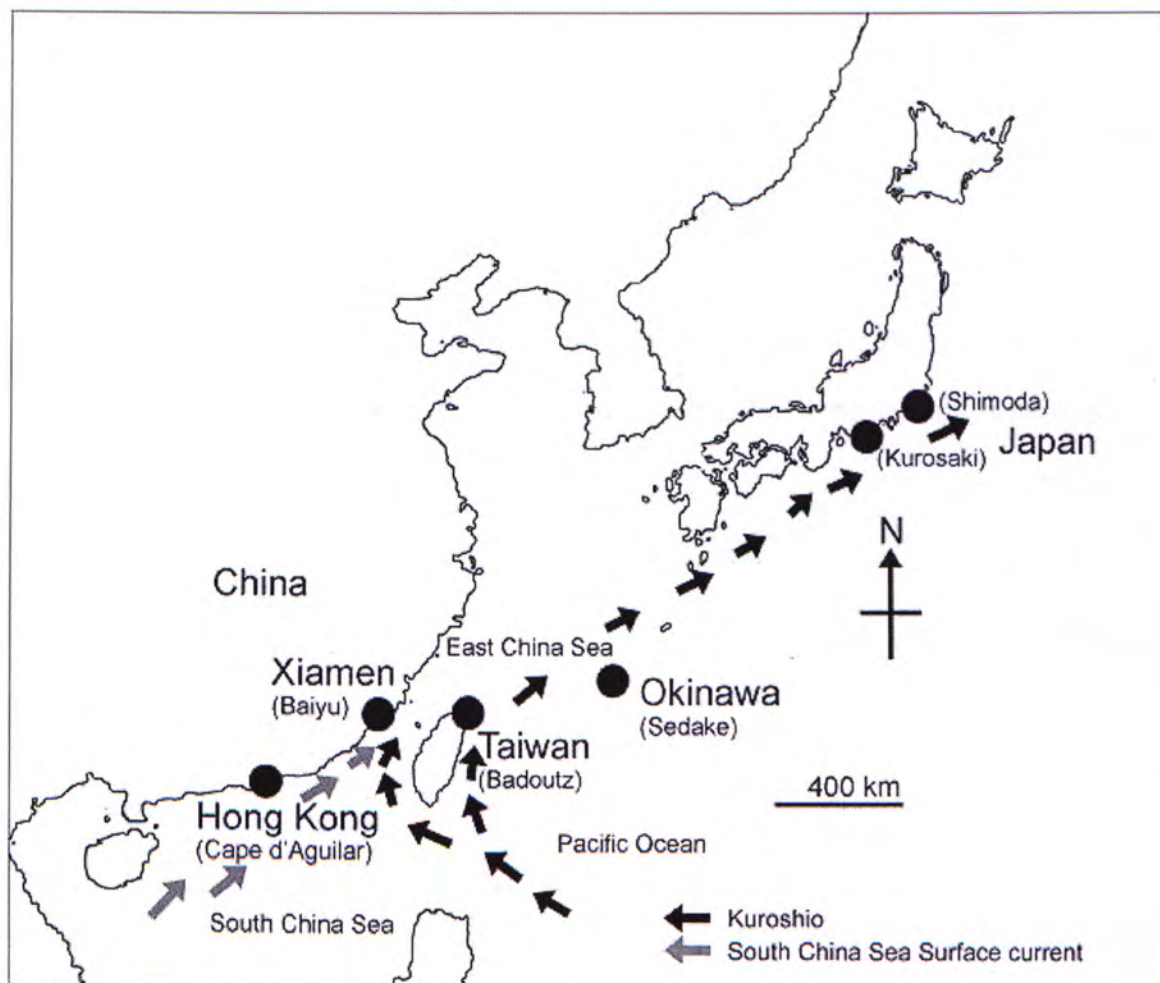 (Shimoda)
Japan
(Kurosaki)
N
China
East China Sea
Xiamen
(Baiyu)
Okinawa
(Sedake)
Taiwan
(Badoutz)
400 km
Hong Kong
(Cape d'Aguilar)
Pacific Ocean
South China Sea
Kuroshio
South China Sea Surface current